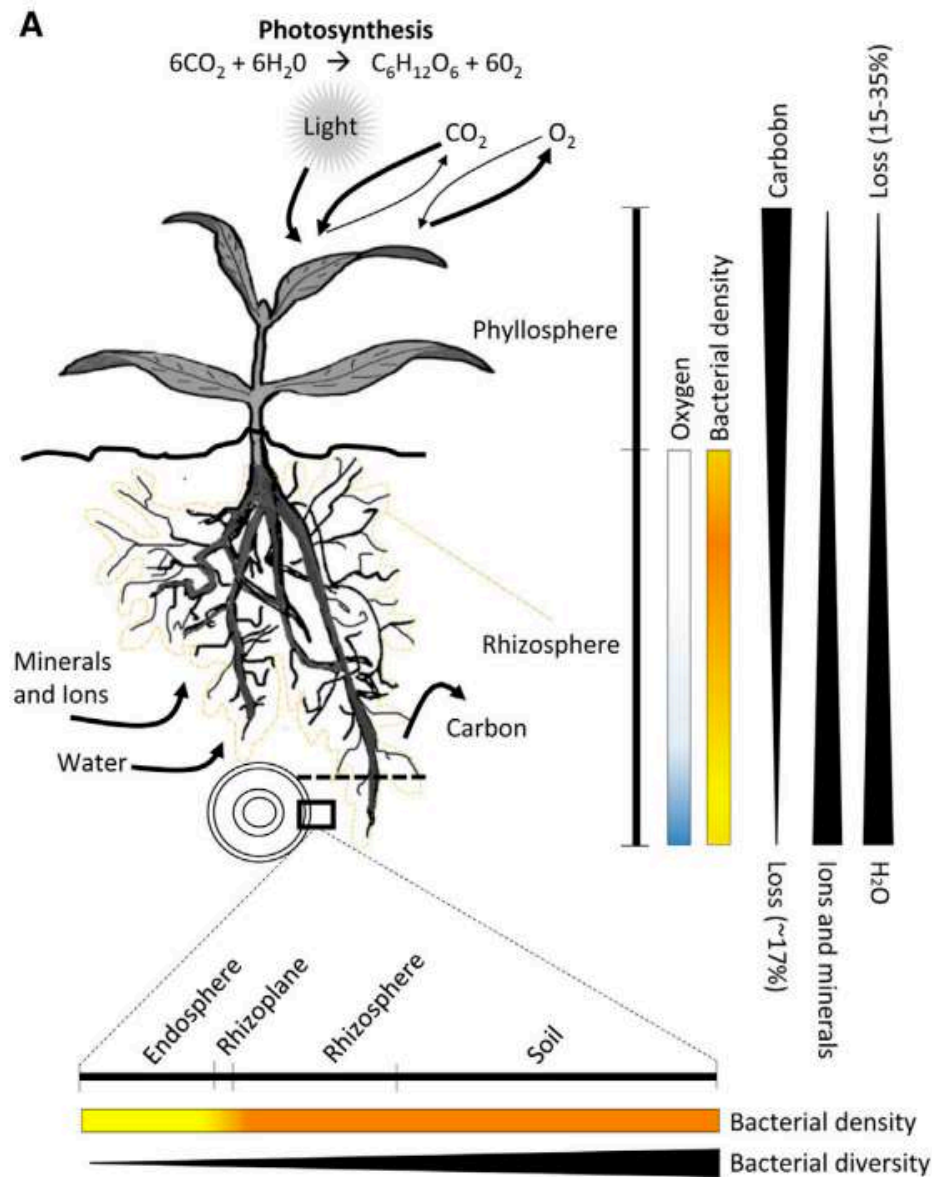 A
Photosynthesis
6CO₂ + 6H₂0 → C₆H₁₂O₆ + 6O₂
Light
CO₂
O₂
Carbobn
Loss (15-35%)
Phyllosphere
Oxygen
Bacterial density
Rhizosphere
Minerals
and Ions
Carbon
Water
Loss (~17%)
Ions and minerals
H₂O
Endosphere
Rhizoplane
Rhizosphere
Soil
Bacterial density
Bacterial diversity